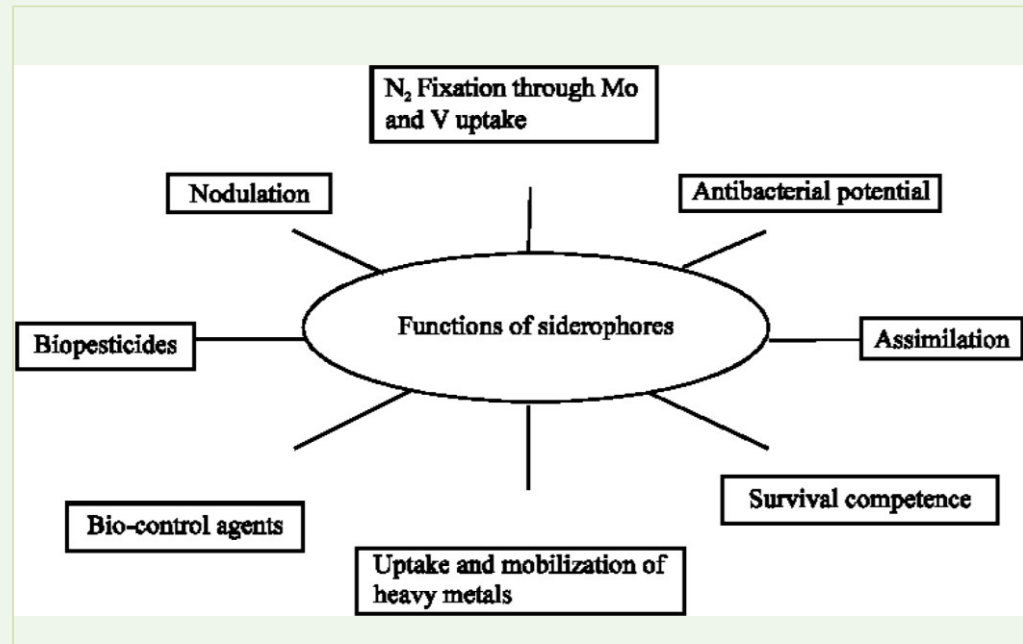 N₂ Fixation through Mo
and V uptake
Nodulation
Antibacterial potential
Functions of siderophores
Biopesticides
Assimilation
Survival competence
Bio-control agents
Uptake and mobilization of
heavy metals